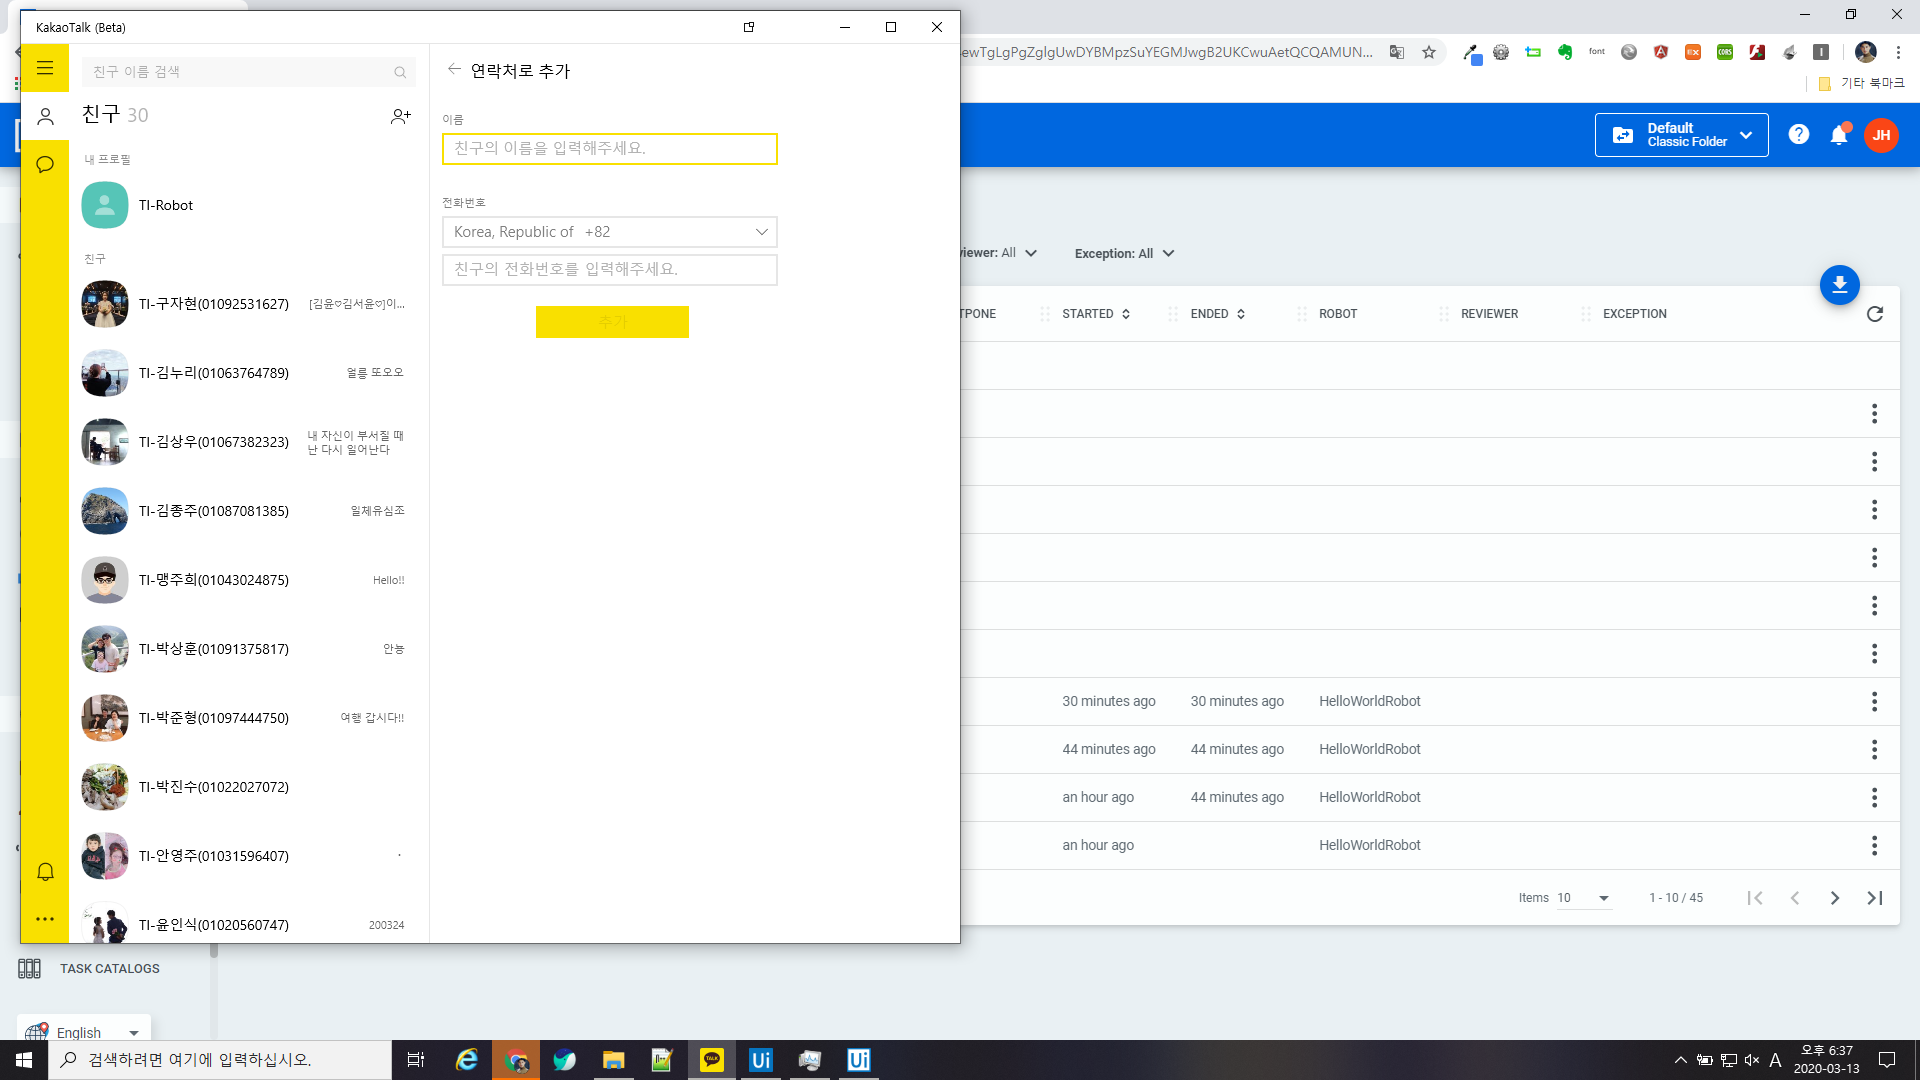 KakaoTalk (Beta)
친구 이름 검색
친구 30
내 프로필
TI-Robot
친구
TI-구자현(01092531627)
[김윤♡김서윤♡]이...
TI-김누리(01063764789)
얼릉 또오오
TI-김상우(01067382323)
내 자신이 부서질 때
난 다시 일어난다
TI-김종주(01087081385)
일체유심조
TI-맹주희(01043024875)
Hello!!
TI-박상훈(01091375817)
안뇽
TI-박준형(01097444750)
여행 갑시다!!
TI-박진수(01022027072)
TI-안영주(01031596407)
.
TI-윤인식(01020560747)
200324
연락처로 추가
이름
친구의 이름을 입력해주세요.
전화번호
Korea, Republic of +82
친구의 전화번호를 입력해주세요.
추가
ewTgLgPgZglgUwDYBMpzSuYEGMJwgB2UKCwuAetQCQAMUN...
font
CORS
기타 북마크
Default
Classic Folder
JH
viewer: All
Exception: All
TPONE
STARTED
ENDED
ROBOT
REVIEWER
EXCEPTION
30 minutes ago
30 minutes ago
HelloWorldRobot
44 minutes ago
44 minutes ago
HelloWorldRobot
an hour ago
44 minutes ago
HelloWorldRobot
an hour ago
HelloWorldRobot
Items 10
1 - 10 / 45
TASK CATALOGS
English
검색하려면 여기에 입력하십시오.
TALK
Ui
Ui
A
오후 6:37
2020-03-13